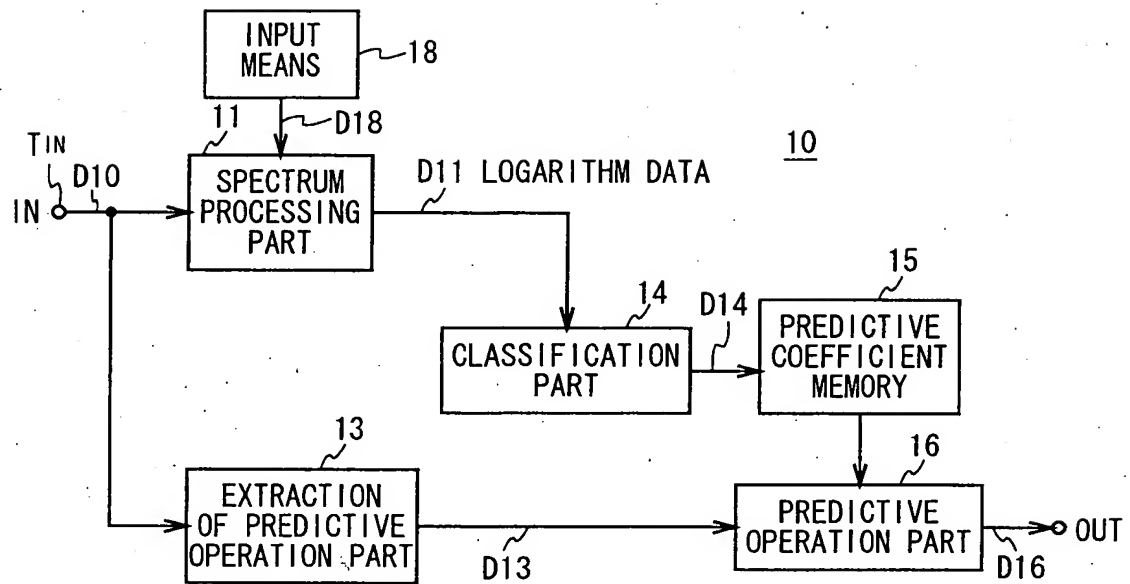 INPUT
MEANS
18
D18
11
10
TIN
D10
IN
SPECTRUM
PROCESSING
PART
D11 LOGARITHM DATA
14
D14
15
CLASSIFICATION
PART
PREDICTIVE
COEFFICIENT
MEMORY
13
16
EXTRACTION
OF PREDICTIVE
OPERATION PART
D13
PREDICTIVE
OPERATION PART
D16
OUT